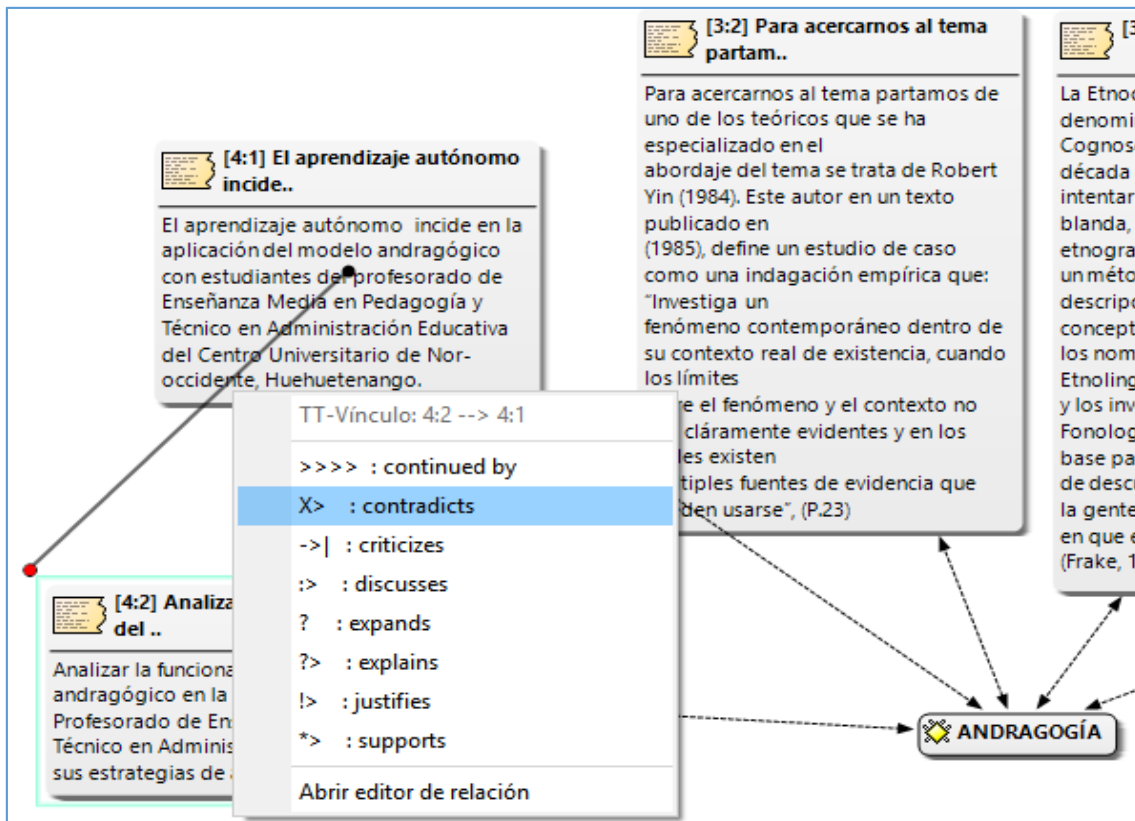 [4:1] El aprendizaje autónomo
incide..
El aprendizaje autónomo incide en la
aplicación del modelo andragógico
con estudiantes del profesorado de
Enseñanza Media en Pedagogía y
Técnico en Administración Educativa
del Centro Universitario de Nor-
occidente, Huehuetenango.
[3:2] Para acercarnos al tema
partam..
Para acercarnos al tema partamos de
uno de los teóricos que se ha
especializado en el
abordaje del tema se trata de Robert
Yin (1984). Este autor en un texto
publicado en
(1985), define un estudio de caso
como una indagación empírica que:
“Investiga un
fenómeno contemporáneo dentro de
su contexto real de existencia, cuando
los límites
re el fenómeno y el contexto no
cláramente evidentes y en los
les existen
tiples fuentes de evidencia que
den usarse”, (P.23)
[3
La Etnoc
denomi
Cognos
década
intentar
blanda,
etnogra
un méto
descripc
concept
los nom
Etnoling
y los inv
Fonolog
base pa
de descr
la gente
en que e
(Frake, 1
TT-Vínculo: 4:2 --> 4:1
>>>> : continued by
X> : contradicts
->| : criticizes
:> : discusses
? : expands
?> : explains
!> : justifies
*> : supports
Abrir editor de relación
[4:2] Analiza
del ..
Analizar la funciona
andragógico en la
Profesorado de En
Técnico en Adminis
sus estrategias de
ANDRAGOGÍA